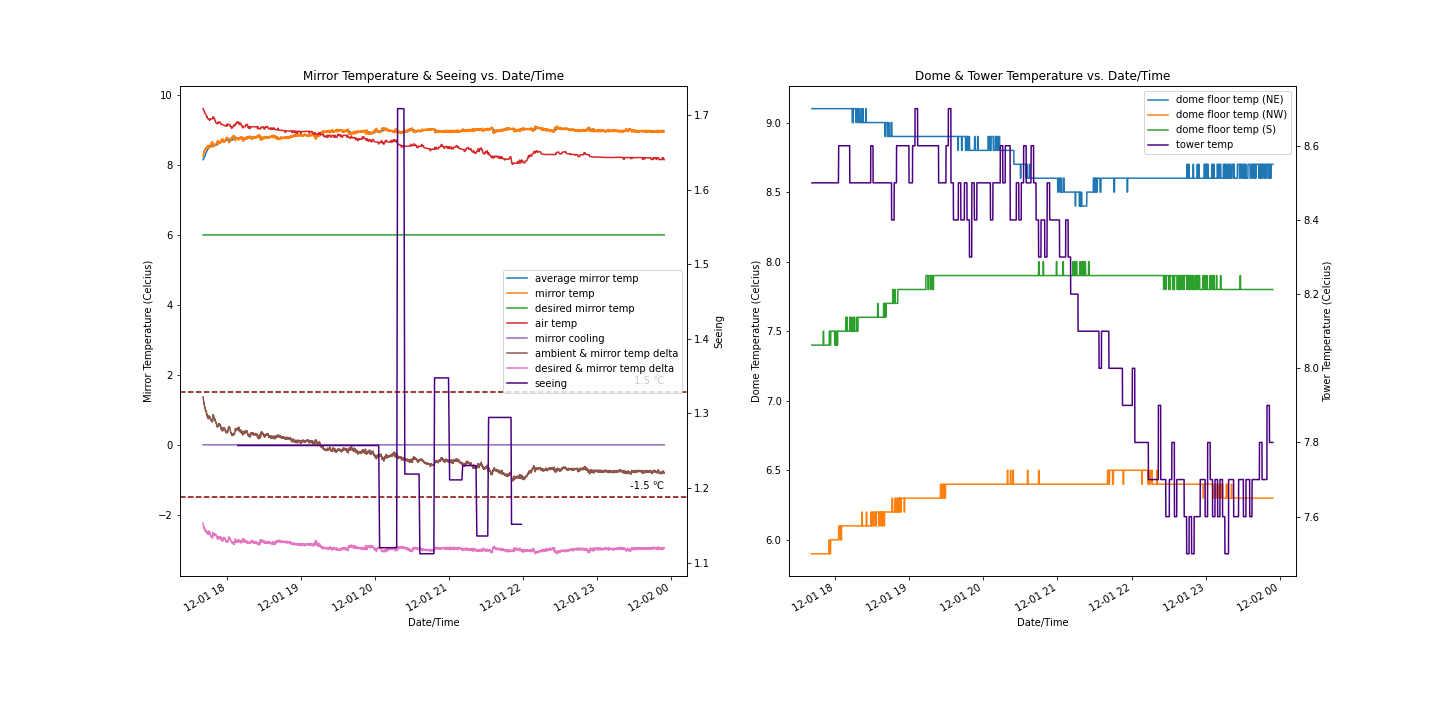 Mirror Temperature & Seeing vs. Date/Time
Mirror Temperature (Celcius)
10
8
6
4
2
0
−2
average mirror temp
mirror temp
desired mirror temp
air temp
mirror cooling
ambient & mirror temp delta
desired & mirror temp delta
seeing
1.5 °C
-1.5 °C
1.7
1.6
1.5
1.4
1.3
1.2
1.1
Seeing
12-01 18
12-01 19
12-01 20
12-01 21
12-01 22
12-01 23
12-02 00
Date/Time
Dome & Tower Temperature vs. Date/Time
Dome Temperature (Celcius)
9.0
8.5
8.0
7.5
7.0
6.5
6.0
dome floor temp (NE)
dome floor temp (NW)
dome floor temp (S)
tower temp
8.6
8.4
8.2
8.0
7.8
7.6
Tower Temperature (Celcius)
12-01 18
12-01 19
12-01 20
12-01 21
12-01 22
12-01 23
12-02 00
Date/Time